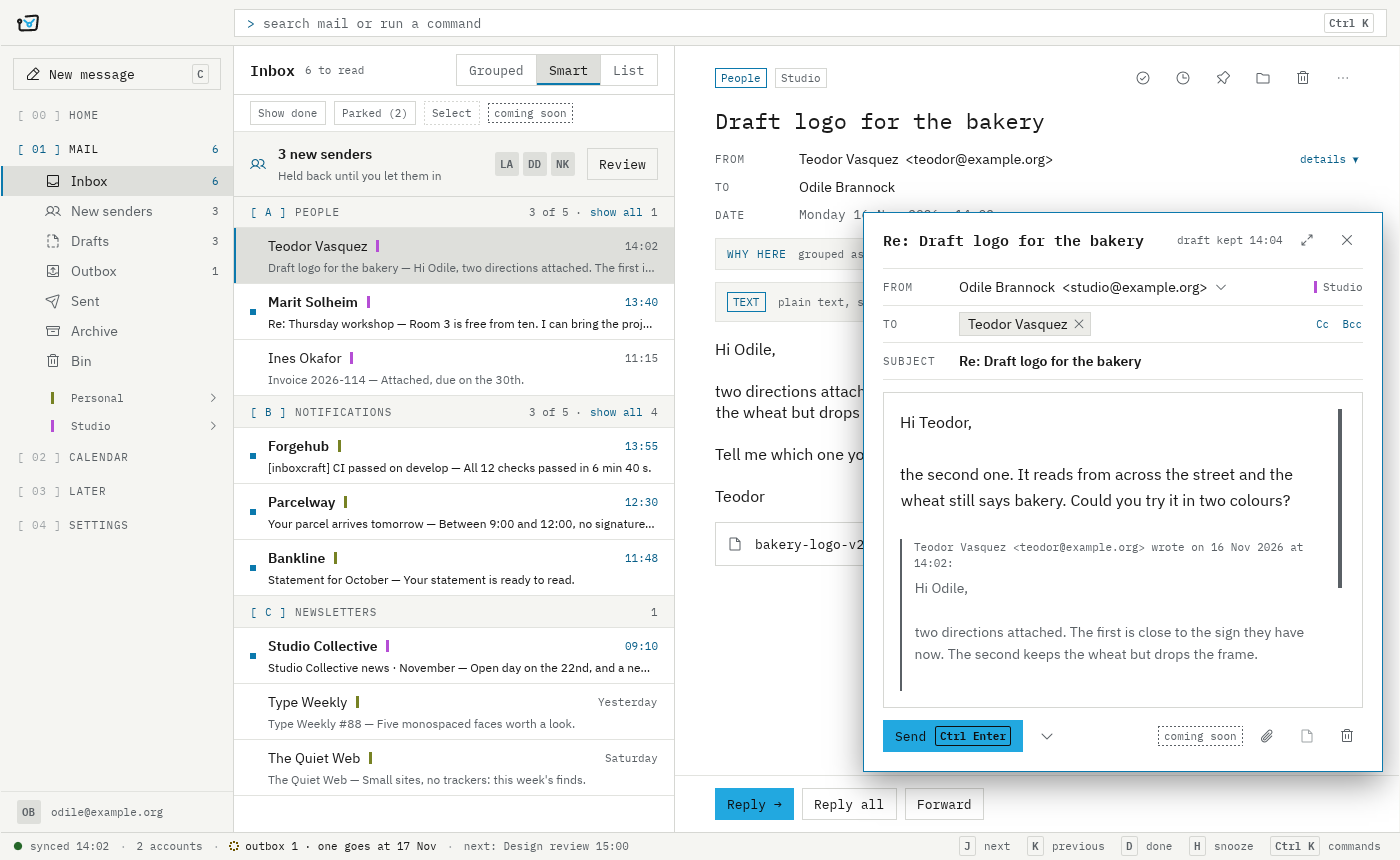 > search mail or run a command
Ctrl K
New message
C
[ 00 ] HOME
[ 01 ] MAIL 6
Inbox 6
New senders 3
Drafts 3
Outbox 1
Sent
Archive
Bin
Personal
Studio
[ 02 ] CALENDAR
[ 03 ] LATER
[ 04 ] SETTINGS
OB odile@example.org
Inbox 6 to read
Grouped
Smart
List
Show done
Parked (2)
Select
coming soon
3 new senders
Held back until you let them in
LA
DD
NK
Review
[ A ] PEOPLE 3 of 5 · show all 1
Teodor Vasquez 14:02
Draft logo for the bakery — Hi Odile, two directions attached. The first i…
Marit Solheim 13:40
Re: Thursday workshop — Room 3 is free from ten. I can bring the proj…
Ines Okafor 11:15
Invoice 2026-114 — Attached, due on the 30th.
[ B ] NOTIFICATIONS 3 of 5 · show all 4
Forgehub 13:55
[inboxcraft] CI passed on develop — All 12 checks passed in 6 min 40 s.
Parcelway 12:30
Your parcel arrives tomorrow — Between 9:00 and 12:00, no signature…
Bankline 11:48
Statement for October — Your statement is ready to read.
[ C ] NEWSLETTERS 1
Studio Collective 09:10
Studio Collective news · November — Open day on the 22nd, and a ne…
Type Weekly Yesterday
Type Weekly #88 — Five monospaced faces worth a look.
The Quiet Web Saturday
The Quiet Web — Small sites, no trackers: this week's finds.
People
Studio
Draft logo for the bakery
FROM Teodor Vasquez <teodor@example.org> details ▾
TO Odile Brannock
DATE Monday
WHY HERE grouped as
TEXT plain text,
Hi Odile,
two directions
the wheat but drops
Tell me which one
Teodor
bakery-logo-v2
Reply →
Reply all
Forward
Re: Draft logo for the bakery
draft kept 14:04
FROM Odile Brannock <studio@example.org> Studio
TO Teodor Vasquez Cc Bcc
SUBJECT Re: Draft logo for the bakery
Hi Teodor,
the second one. It reads from across the street and the
wheat still says bakery. Could you try it in two colours?
Teodor Vasquez <teodor@example.org> wrote on 16 Nov 2026 at
14:02:
Hi Odile,
two directions attached. The first is close to the sign they have
now. The second keeps the wheat but drops the frame.
Send Ctrl Enter
coming soon
synced 14:02 · 2 accounts · outbox 1 · one goes at 17 Nov · next: Design review 15:00
J next K previous D done H snooze Ctrl K commands